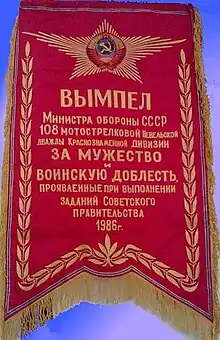 ВЫМПЕЛ
Министра обороны СССР
108 мотострелковой Невельской
дважды Краснознаменной дивизии
за мужество
и
воинскую доблесть,
проявленные при выполнении
заданий Советского
правительства
1986г.